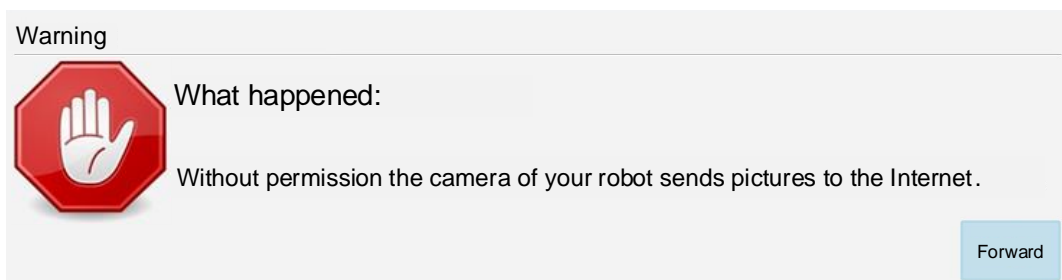 Warning
What happened:
Without permission the camera of your robot sends pictures to the Internet.
Forward